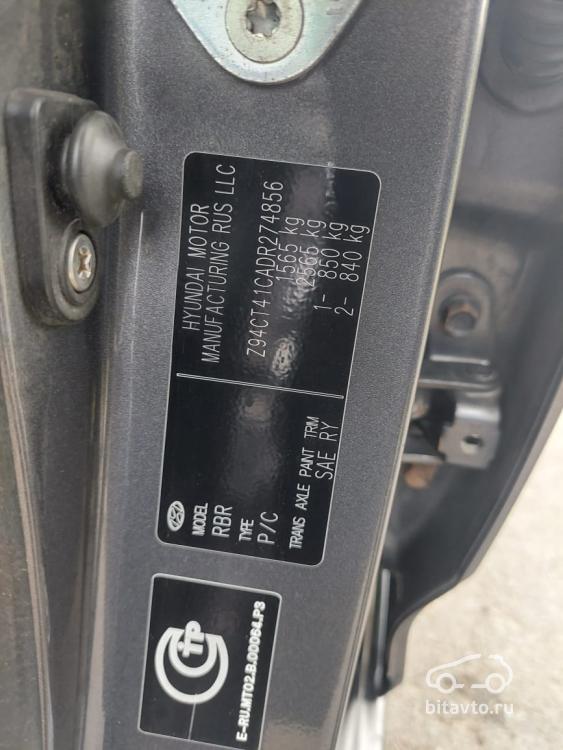 HYUNDAI MOTOR
MANUFACTURING RUS LLC
Z94CT41CADR274856
1565 kg
2565 kg
1- 850 kg
2- 840 kg
MODEL
RBR
TYPE
P/C
TRANS AXLE PAINT TRIM
SAE RY
E-RU.MT02.B.00064.P3
bitavto.ru